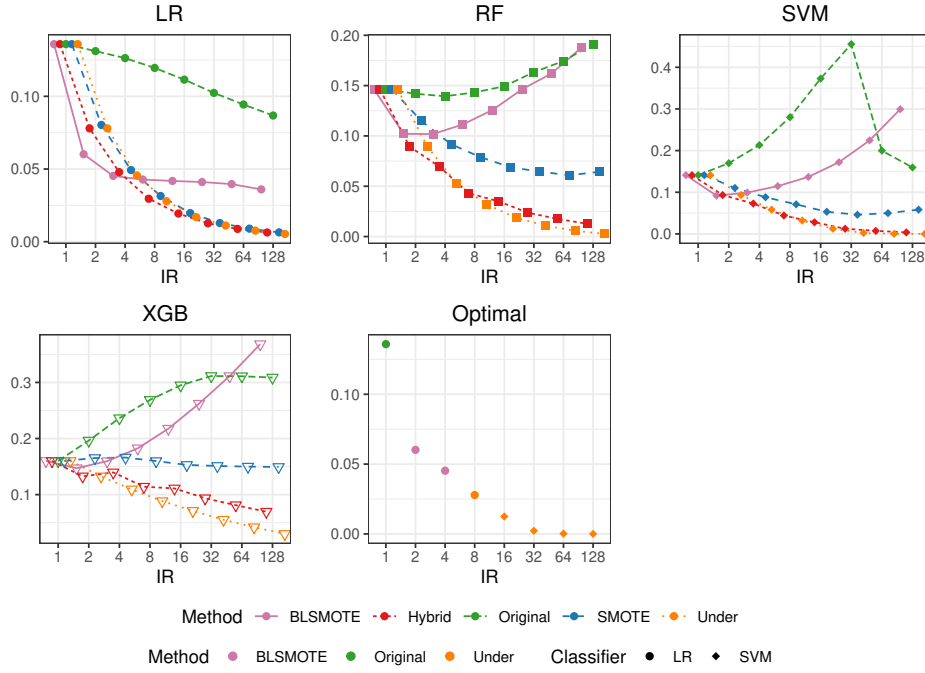 LR
RF
SVM
0.00
0.05
0.10
1 2 4 8 16 32 64 128
IR
0.00
0.05
0.10
0.15
0.20
1 2 4 8 16 32 64 128
IR
0.0
0.1
0.2
0.3
0.4
1 2 4 8 16 32 64 128
IR
XGB
Optimal
0.1
0.2
0.3
1 2 4 8 16 32 64 128
IR
0.00
0.05
0.10
1 2 4 8 16 32 64 128
IR
Method BLSMOTE Hybrid Original SMOTE Under
Method BLSMOTE Original Under Classifier LR SVM